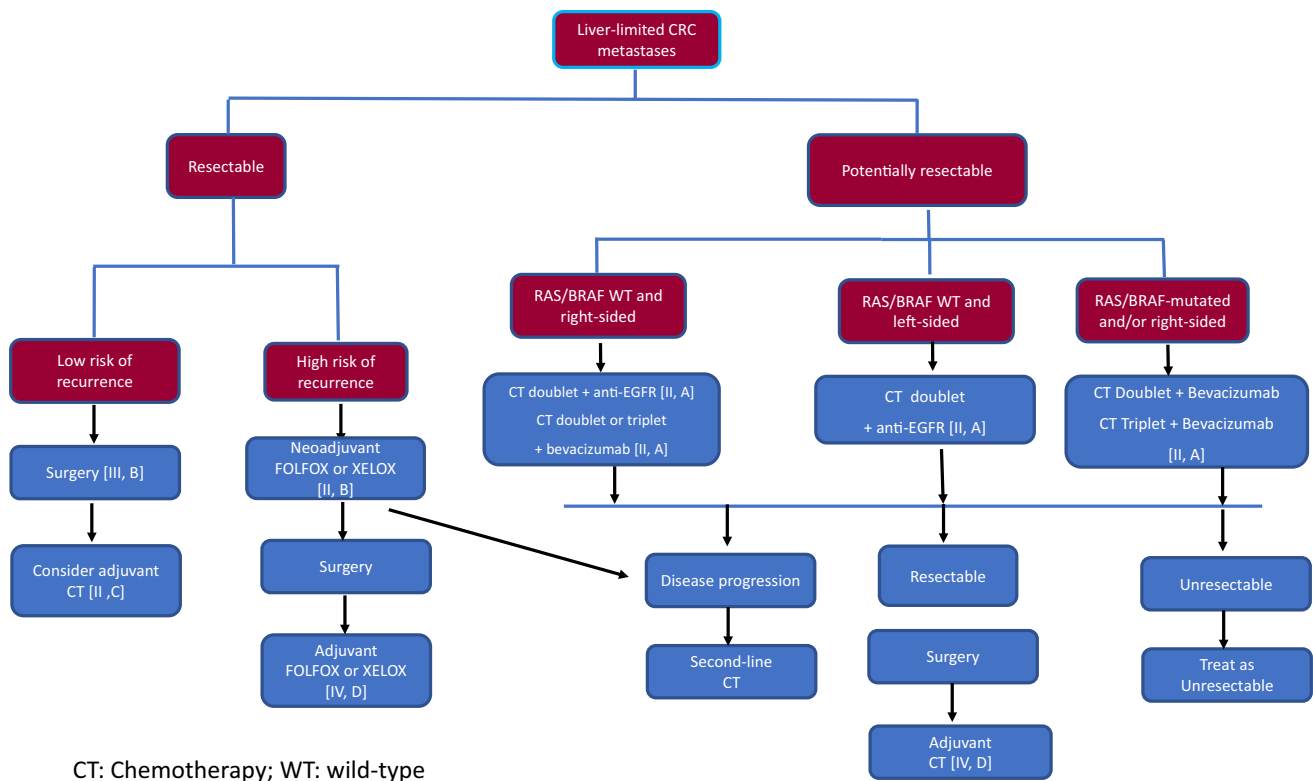 Liver-limited CRC
metastases
Resectable
Potentially resectable
RAS/BRAF WT and
right-sided
RAS/BRAF WT and
left-sided
RAS/BRAF-mutated
and/or right-sided
Low risk of
recurrence
High risk of
recurrence
CT doublet + anti-EGFR [II, A]
CT doublet or triplet
+ bevacizumab [II, A]
CT doublet
+ anti-EGFR [II, A]
CT Doublet + Bevacizumab
CT Triplet + Bevacizumab
[II, A]
Surgery [III, B]
Neoadjuvant
FOLFOX or XELOX
[II, B]
Consider adjuvant
CT [II ,C]
Surgery
Disease progression
Resectable
Unresectable
Adjuvant
FOLFOX or XELOX
[IV, D]
Second-line
CT
Surgery
Treat as
Unresectable
Adjuvant
CT [IV, D]
CT: Chemotherapy; WT: wild-type